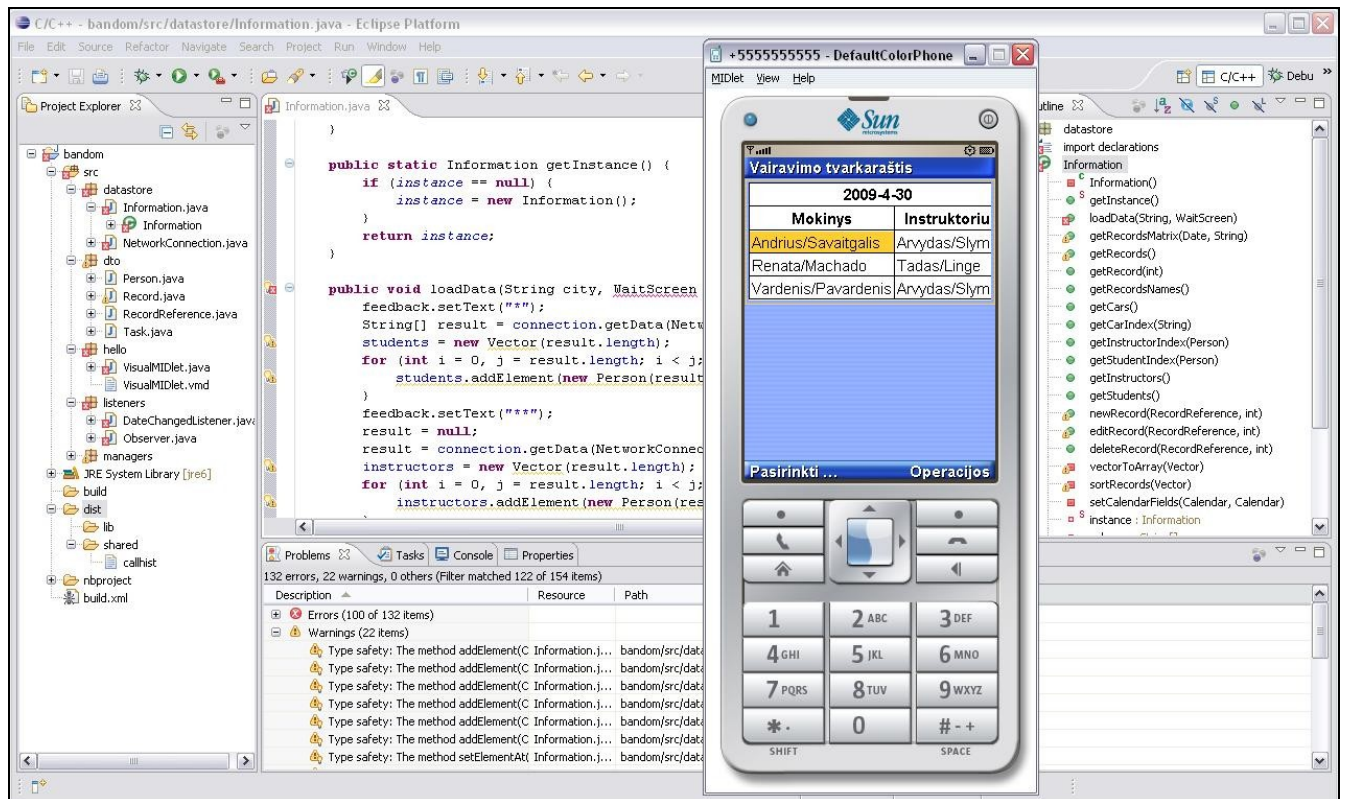 C/C++ - bandom/src/datastore/Information.java - Eclipse Platform
File Edit Source Refactor Navigate Search Project Run Window Help
C/C++ Debu »
Project Explorer
bandom
src
datastore
Information.java
Information
NetworkConnection.java
dto
Person.java
Record.java
RecordReference.java
Task.java
hello
VisualMIDlet.java
VisualMIDlet.vmd
listeners
DateChangedListener.java
Observer.java
managers
JRE System Library [jre6]
build
dist
lib
shared
callhist
nbproject
build.xml
Information.java
}
public static Information getInstance() {
if (instance == null) {
instance = new Information();
}
return instance;
}
public void loadData(String city, WaitScreen
feedback.setText("*");
String[] result = connection.getData(Netw
students = new Vector(result.length);
for (int i = 0, j = result.length; i < j;
students.addElement(new Person(result
}
feedback.setText("**");
result = null;
result = connection.getData(NetworkConnec
instructors = new Vector(result.length);
for (int i = 0, j = result.length; i < j;
instructors.addElement(new Person(res
Problems Tasks Console Properties
132 errors, 22 warnings, 0 others (Filter matched 122 of 154 items)
Description Resource Path
Errors (100 of 132 items)
Warnings (22 items)
Type safety: The method addElement(O Information.j... bandom/src/data
Type safety: The method addElement(O Information.j... bandom/src/data
Type safety: The method addElement(O Information.j... bandom/src/data
Type safety: The method addElement(O Information.j... bandom/src/data
Type safety: The method addElement(O Information.j... bandom/src/data
Type safety: The method addElement(O Information.j... bandom/src/data
Type safety: The method setElementAt( Information.j... bandom/src/data
+5555555555 - DefaultColorPhone
MIDlet View Help
Sun
microsystems
Vairavimo tvarkaraštis
2009-4-30
Mokinys Instruktoriu
Andrius/Savaitgalis Arvydas/Slym
Renata/Machado Tadas/Linge
Vardenis/Pavardenis Arvydas/Slym
Pasirinkti ... Operacijos
1 2 ABC 3 DEF
4 GHI 5 JKL 6 MNO
7 PQRS 8 TUV 9 WXYZ
* . 0 # - +
SHIFT SPACE
utline
datastore
import declarations
Information
Information()
getInstance()
loadData(String, WaitScreen)
getRecordsMatrix(Date, String)
getRecords()
getRecord(int)
getRecordsNames()
getCars()
getCarIndex(String)
getInstructorIndex(Person)
getStudentIndex(Person)
getInstructors()
getStudents()
newRecord(RecordReference, int)
editRecord(RecordReference, int)
deleteRecord(RecordReference, int)
vectorToArray(Vector)
sortRecords(Vector)
setCalendarFields(Calendar, Calendar)
instance : Information